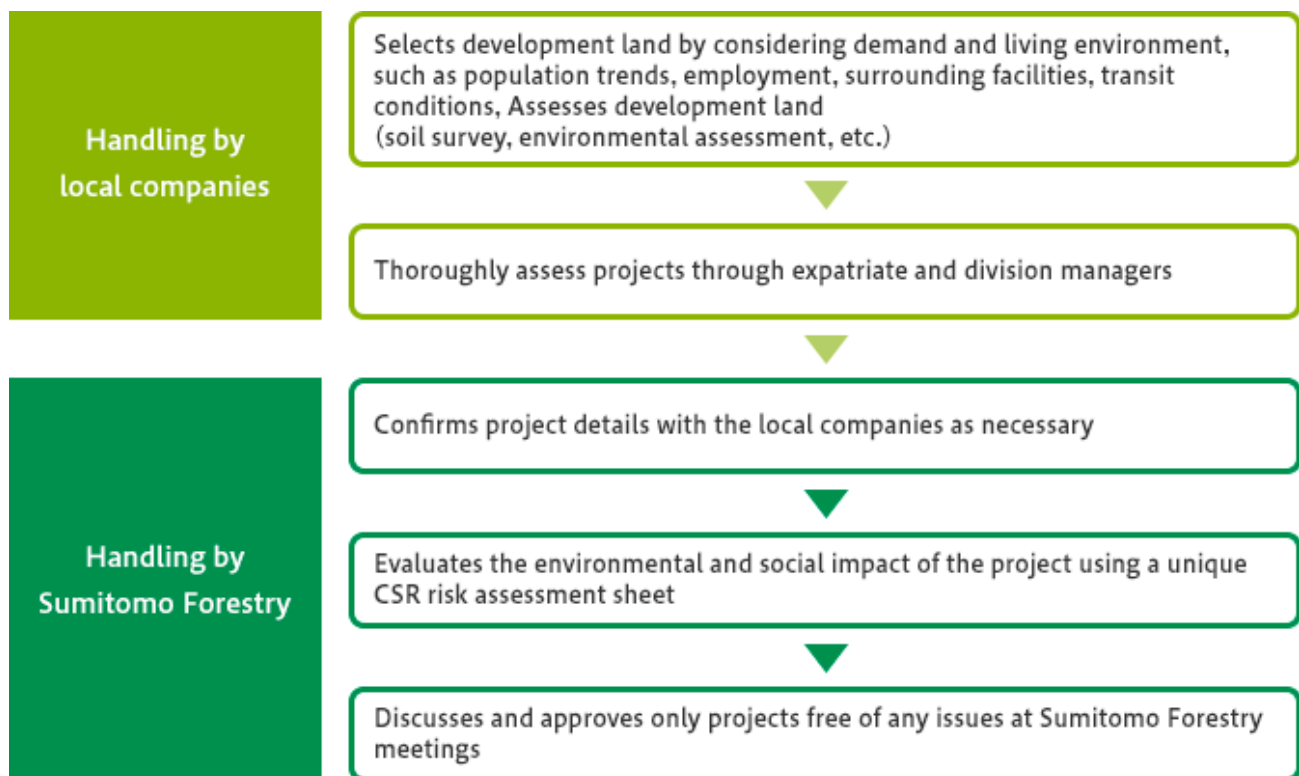 Handling by
local companies
Selects development land by considering demand and living environment,
such as population trends, employment, surrounding facilities, transit
conditions, Assesses development land
(soil survey, environmental assessment, etc.)
Thoroughly assess projects through expatriate and division managers
Handling by
Sumitomo Forestry
Confirms project details with the local companies as necessary
Evaluates the environmental and social impact of the project using a unique
CSR risk assessment sheet
Discusses and approves only projects free of any issues at Sumitomo Forestry
meetings